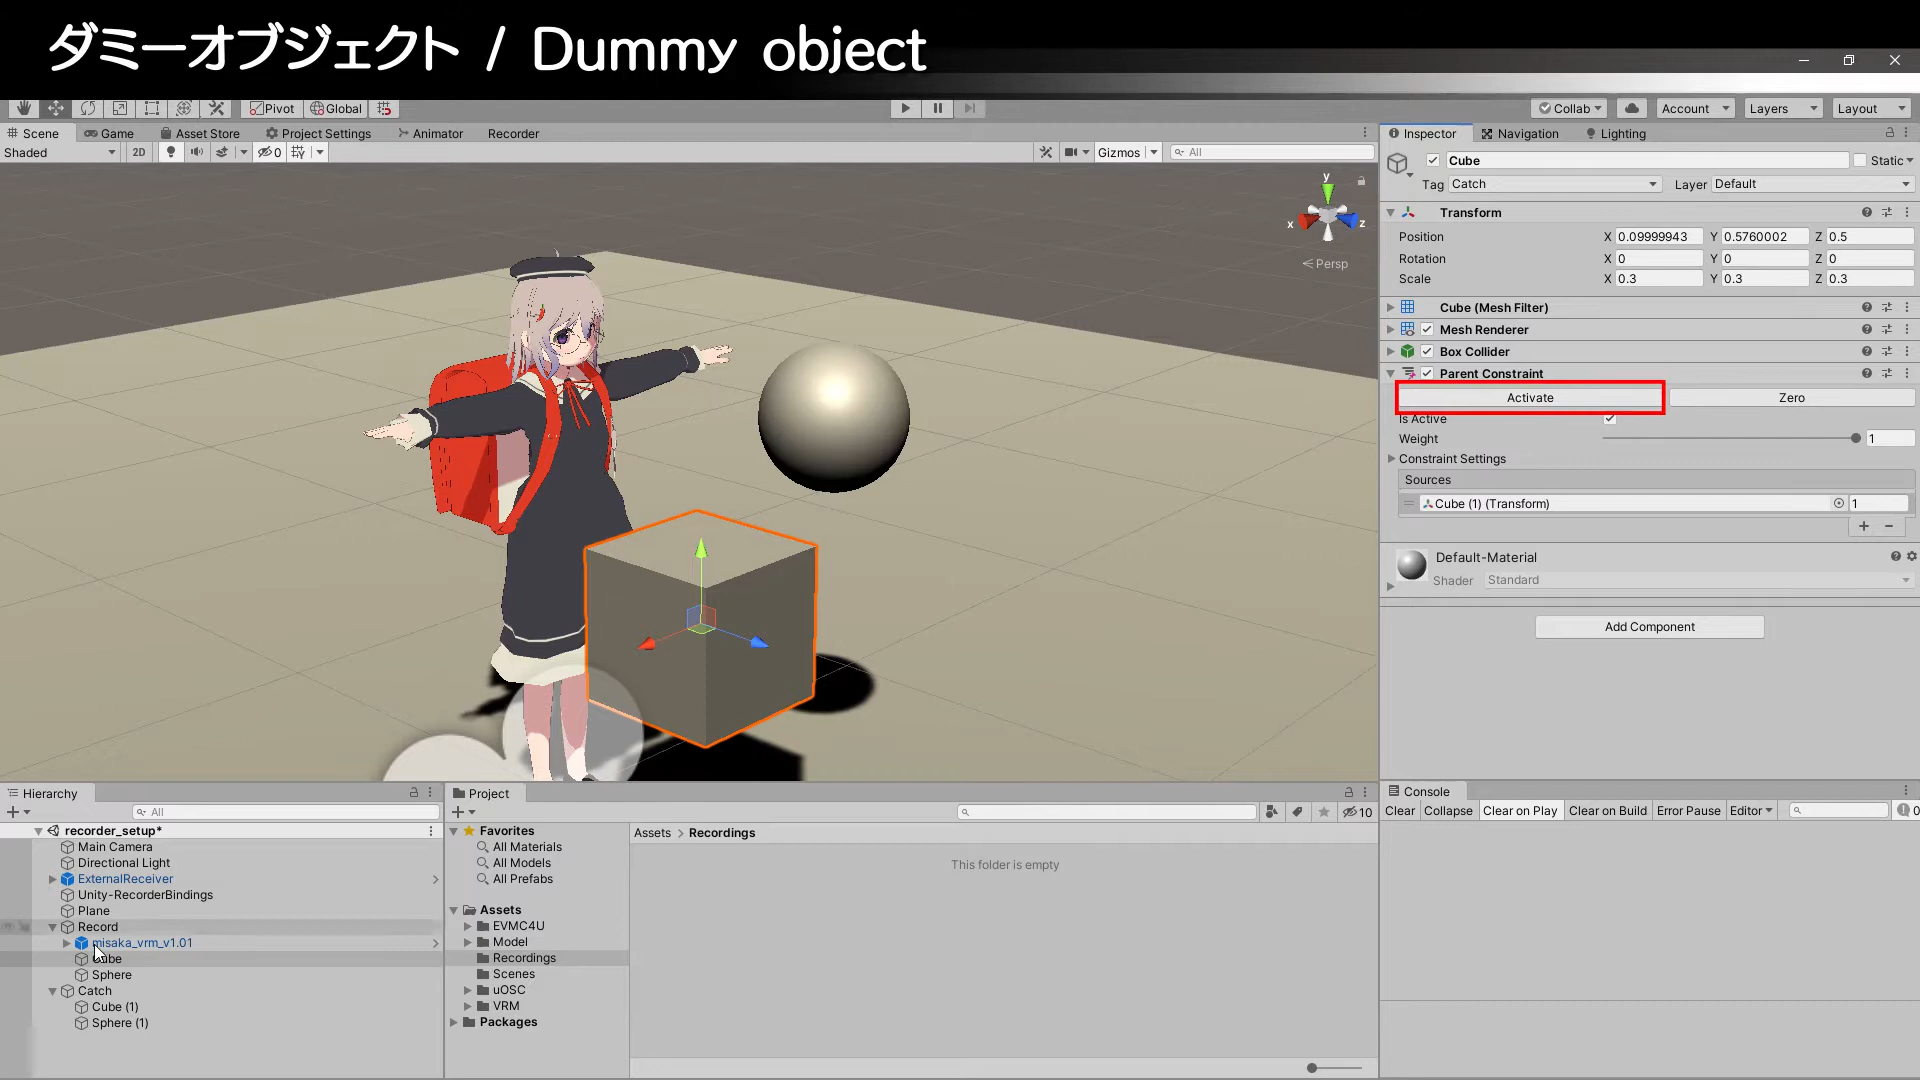 ダミーオブジェクト / Dummy object
Pivot Global Collab Account Layers Layout
Scene Game Asset Store Project Settings Animator Recorder
Shaded 2D 0 Gizmos All
y
x z
Persp
Inspector Navigation Lighting
Cube Static
Tag Catch Layer Default
Transform
Position X 0.09999943 Y 0.5760002 Z 0.5
Rotation X 0 Y 0 Z 0
Scale X 0.3 Y 0.3 Z 0.3
Cube (Mesh Filter)
Mesh Renderer
Box Collider
Parent Constraint
Activate Zero
Is Active
Weight 1
Constraint Settings
Sources
Cube (1) (Transform) 1
Default-Material
Shader Standard
Add Component
Hierarchy
All
recorder_setup*
Main Camera
Directional Light
ExternalReceiver
Unity-RecorderBindings
Plane
Record
misaka_vrm_v1.01
Cube
Sphere
Catch
Cube (1)
Sphere (1)
Project
10
Favorites
All Materials
All Models
All Prefabs
Assets
EVMC4U
Model
Recordings
Scenes
uOSC
VRM
Packages
Assets > Recordings
This folder is empty
Console
Clear Collapse Clear on Play Clear on Build Error Pause Editor 0